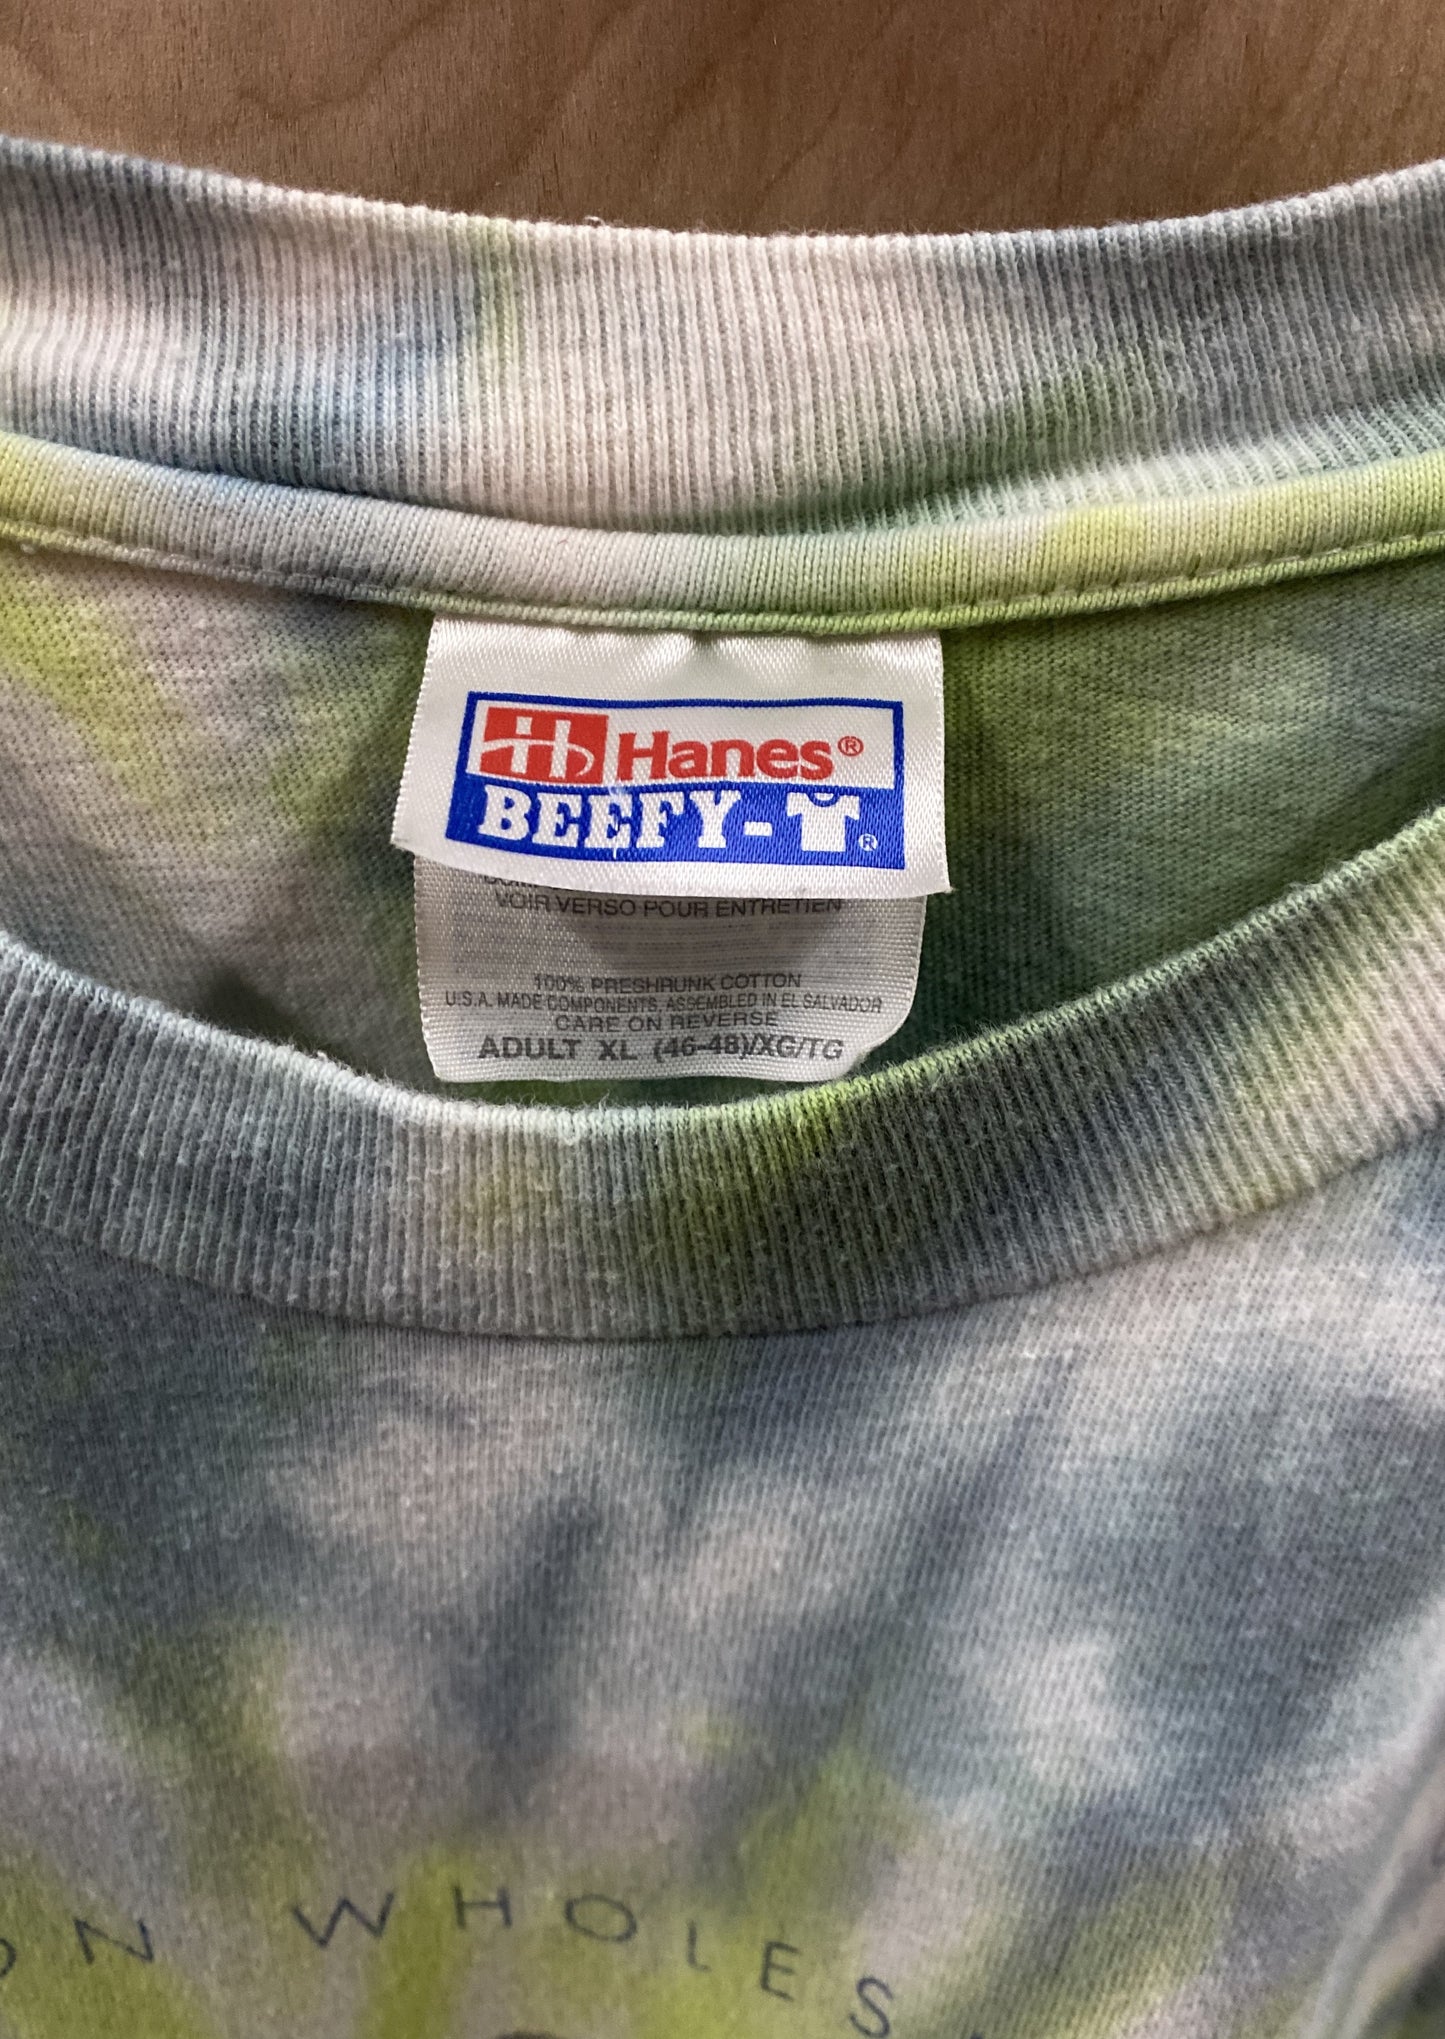 Hanes®
BEEFY-T®
VOIR VERSO POUR ENTRETIEN
100% PRESHRUNK COTTON
U.S.A. MADE COMPONENTS, ASSEMBLED IN EL SALVADOR
CARE ON REVERSE
ADULT XL (46-48)/XG/TG
ON WHOLES